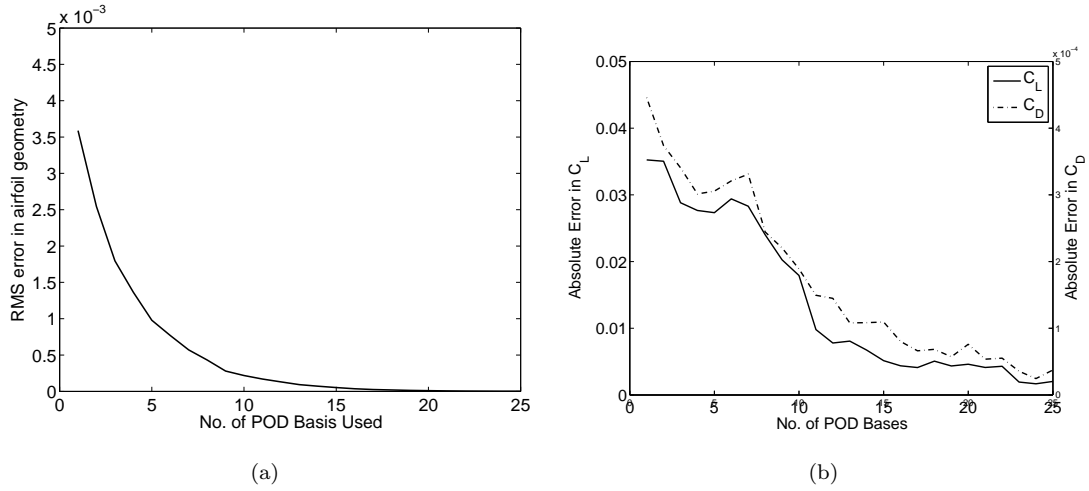 x 10⁻³
5
4.5
4
3.5
3
2.5
2
1.5
1
0.5
0
RMS error in airfoil geometry
0 5 10 15 20 25
No. of POD Basis Used
(a)
0.05
0.04
0.03
0.02
0.01
0
Absolute Error in C_L
C_L
C_D
x 10⁻⁴
5
4
3
2
1
0
Absolute Error in C_D
0 5 10 15 20 25
No. of POD Bases
(b)